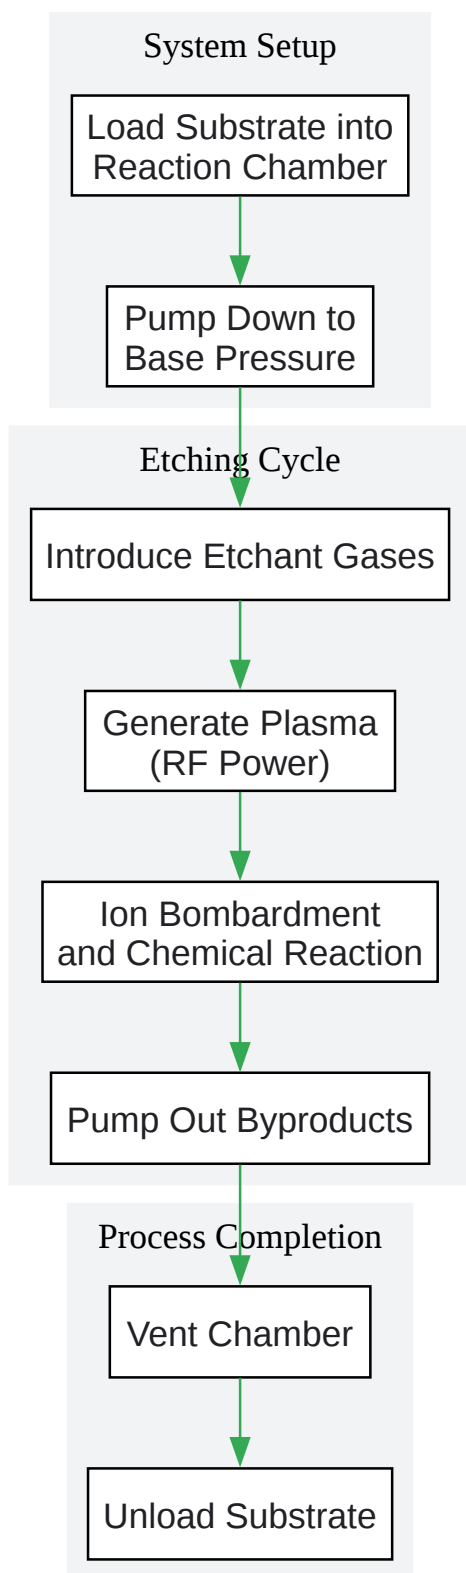 System Setup
Load Substrate into
Reaction Chamber
Pump Down to
Base Pressure
Etching Cycle
Introduce Etchant Gases
Generate Plasma
(RF Power)
Ion Bombardment
and Chemical Reaction
Pump Out Byproducts
Process Completion
Vent Chamber
Unload Substrate